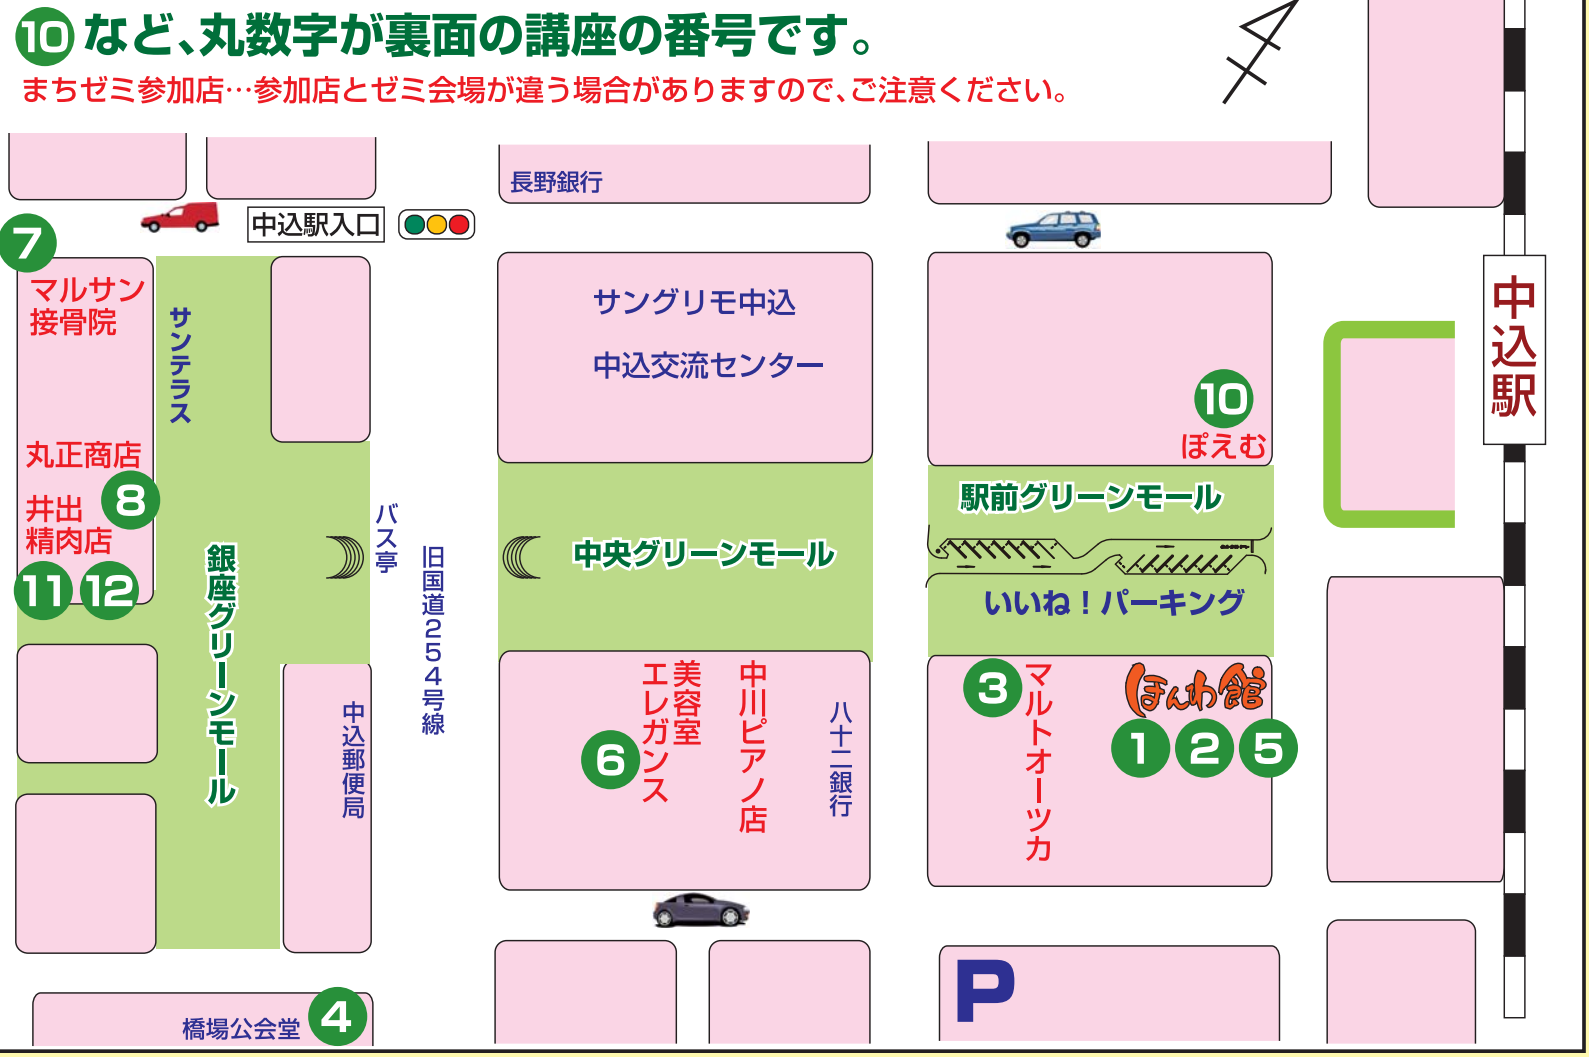 10 など、丸数字が裏面の講座の番号です。
まちゼミ参加店…参加店とゼミ会場が違う場合がありますので、ご注意ください。
長野銀行
中込駅入口
7
マルサン
接骨院
サンテラス
丸正商店
8
井出
精肉店
11 12
銀座グリーンモール
バス亭
旧国道254号線
中込郵便局
橋場公会堂
4
サングリモ中込
中込交流センター
中央グリーンモール
6
美容室
エレガンス
中川ピアノ店
八十二銀行
10
ぽえむ
駅前グリーンモール
いいね！パーキング
3
マルトオーツカ
ほんわ館
1 2 5
P
中込駅